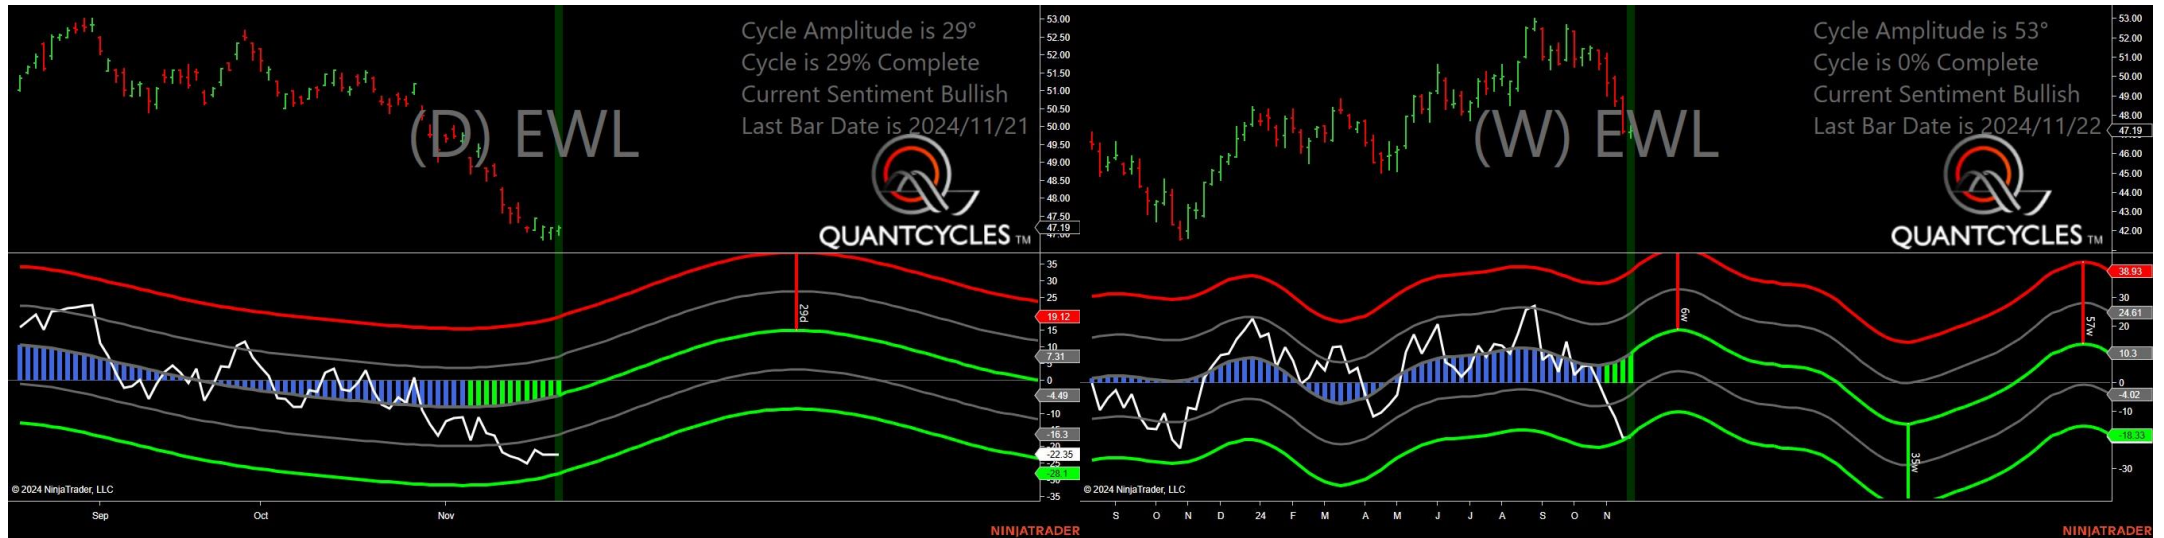 Cycle Amplitude is 29°
Cycle is 29% Complete
Current Sentiment Bullish
Last Bar Date is 2024/11/21
(D) EWL
QUANTCYCLES TM
53.00
52.50
52.00
51.50
51.00
50.50
50.00
49.50
49.00
48.50
48.00
47.50
47.19
35
30
25
19.12
15
10
7.31
0
-4.49
-10
-16.3
-22.35
-28.1
-35
29d
© 2024 NinjaTrader, LLC
Sep
Oct
Nov
NINJATRADER
Cycle Amplitude is 53°
Cycle is 0% Complete
Current Sentiment Bullish
Last Bar Date is 2024/11/22
(W) EWL
QUANTCYCLES TM
53.00
52.00
51.00
50.00
49.00
48.00
47.19
46.00
45.00
44.00
43.00
42.00
38.93
30
24.61
20
10.3
0
-4.02
-10
-18.33
-30
6w
35w
57w
© 2024 NinjaTrader, LLC
S O N D 24 F M A M J J A S O N
NINJATRADER